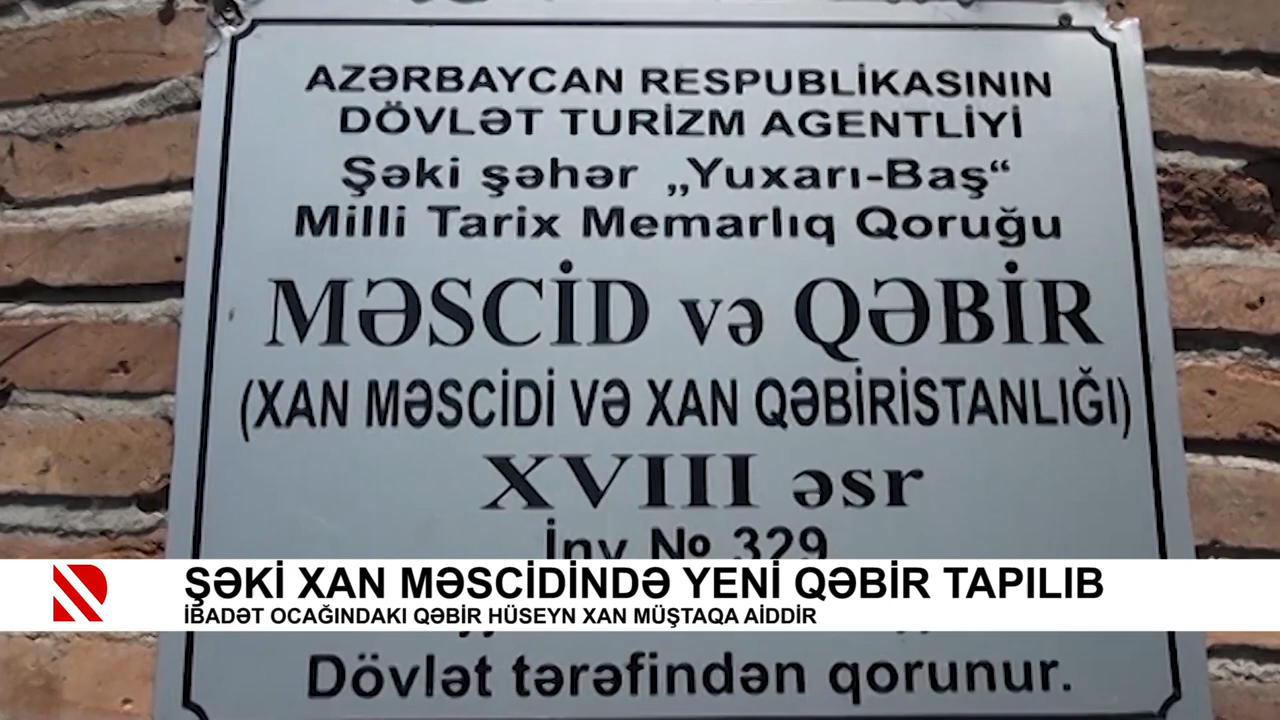 AZƏRBAYCAN RESPUBLİKASININ
DÖVLƏT TURİZM AGENTLİYİ
Şəki şəhər „Yuxarı-Baş“
Milli Tarix Memarlıq Qoruğu
MƏSCİD və QƏBİR
(XAN MƏSCİDİ VƏ XAN QƏBİRİSTANLIĞI)
XVIII əsr
İnv № 329
ŞƏKİ XAN MƏSCİDİNDƏ YENİ QƏBİR TAPILIB
İBADƏT OCAĞINDAKI QƏBİR HÜSEYN XAN MÜŞTAQA AİDDİR
Dövlət tərəfindən qorunur.